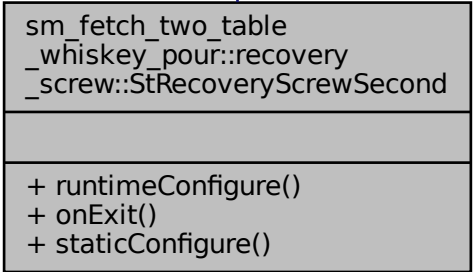 sm_fetch_two_table
_whiskey_pour::recovery
_screw::StRecoveryScrewSecond
+ runtimeConfigure()
+ onExit()
+ staticConfigure()